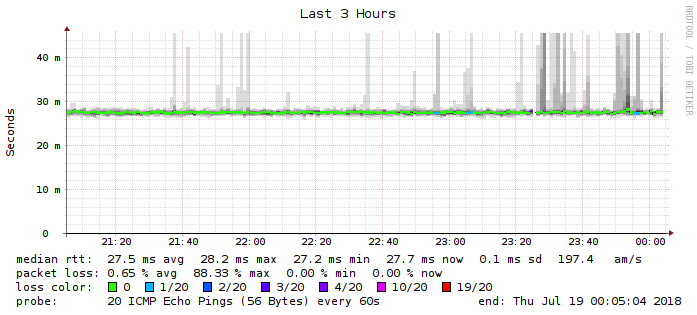 Last 3 Hours
RRDTOOL / TOBI OETIKER
Seconds
40 m
30 m
20 m
10 m
0
21:20 21:40 22:00 22:20 22:40 23:00 23:20 23:40 00:00
median rtt: 27.5 ms avg 28.2 ms max 27.2 ms min 27.7 ms now 0.1 ms sd 197.4 am/s
packet loss: 0.65 % avg 88.33 % max 0.00 % min 0.00 % now
loss color: 0 1/20 2/20 3/20 4/20 10/20 19/20
probe: 20 ICMP Echo Pings (56 Bytes) every 60s end: Thu Jul 19 00:05:04 2018